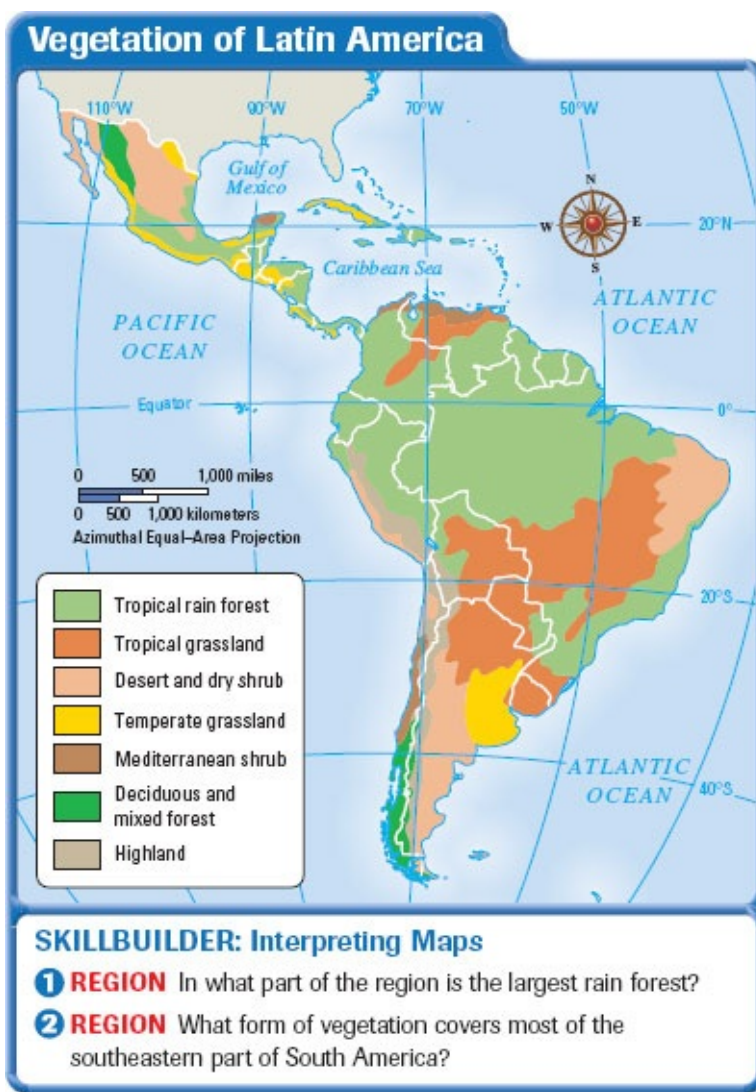 Vegetation of Latin America
110°W 90°W 70°W 50°W
Gulf of
Mexico
N
W E
S
20°N
Caribbean Sea
ATLANTIC
OCEAN
PACIFIC
OCEAN
Equator
0°
0 500 1,000 miles
0 500 1,000 kilometers
Azimuthal Equal–Area Projection
20°S
Tropical rain forest
Tropical grassland
Desert and dry shrub
Temperate grassland
Mediterranean shrub
Deciduous and
mixed forest
Highland
ATLANTIC
OCEAN
40°S
SKILLBUILDER: Interpreting Maps
1 REGION In what part of the region is the largest rain forest?
2 REGION What form of vegetation covers most of the
southeastern part of South America?